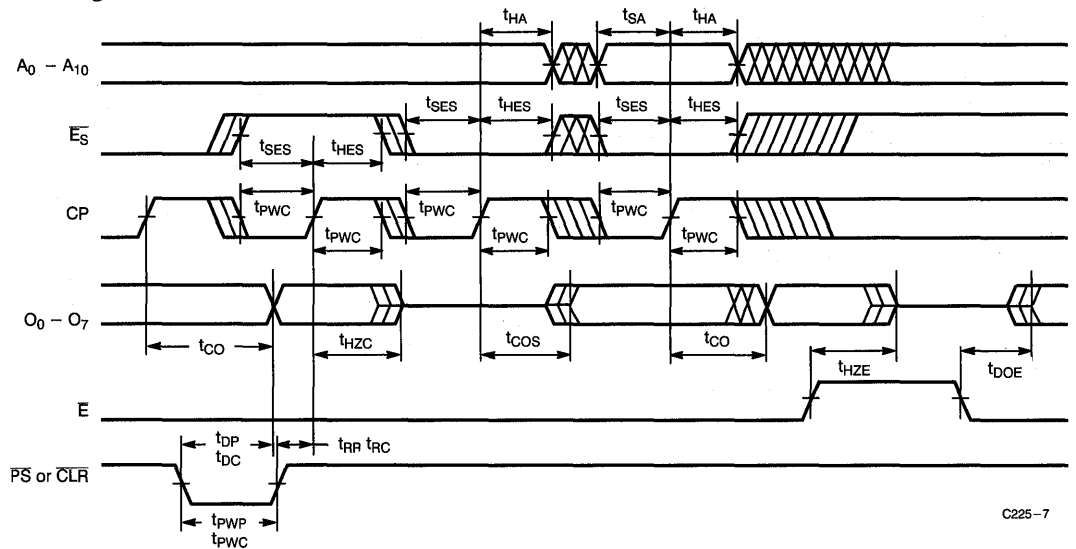 tHA tSA tHA
A0 – A10
tSES tHES tSES tHES
ES
tSES tHES
CP
tPWC tPWC tPWC
tPWC tPWC tPWC
O0 – O7
tCO tHZC tCOS tCO
tHZE tDOE
E
tDP
tDC
tRP, tRC
PS or CLR
tPWP
tPWC
C225–7